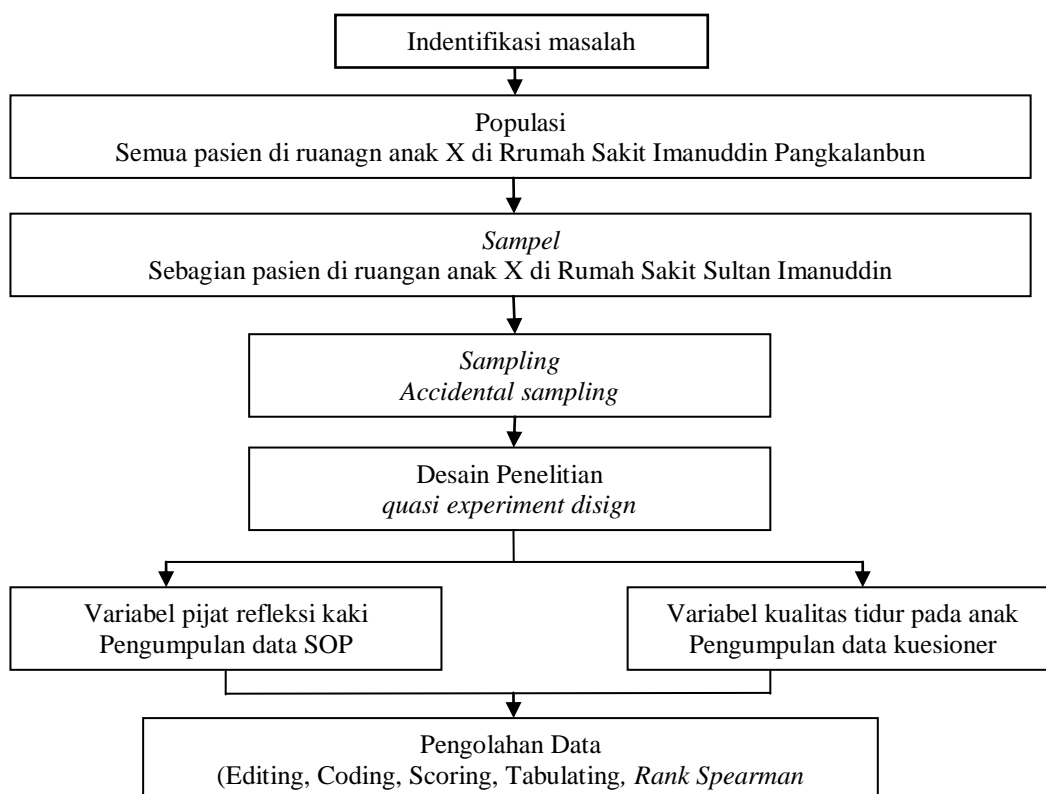 Indentifikasi masalah
Populasi
Semua pasien di ruanagn anak X di Rrumah Sakit Imanuddin Pangkalanbun
Sampel
Sebagian pasien di ruangan anak X di Rumah Sakit Sultan Imanuddin
Sampling
Accidental sampling
Desain Penelitian
quasi experiment disign
Variabel pijat refleksi kaki
Pengumpulan data SOP
Variabel kualitas tidur pada anak
Pengumpulan data kuesioner
Pengolahan Data
(Editing, Coding, Scoring, Tabulating, Rank Spearman